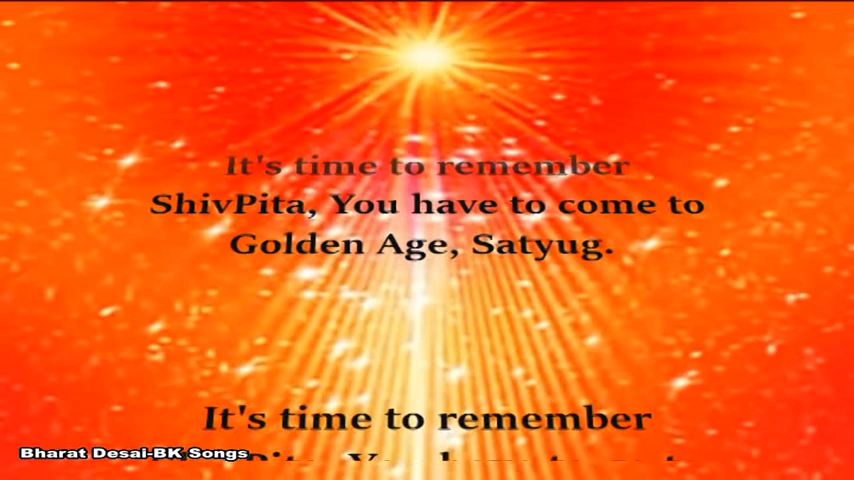 It's time to remember
ShivPita, You have to come to
Golden Age, Satyug.
It's time to remember
Bharat Desai-BK Songs